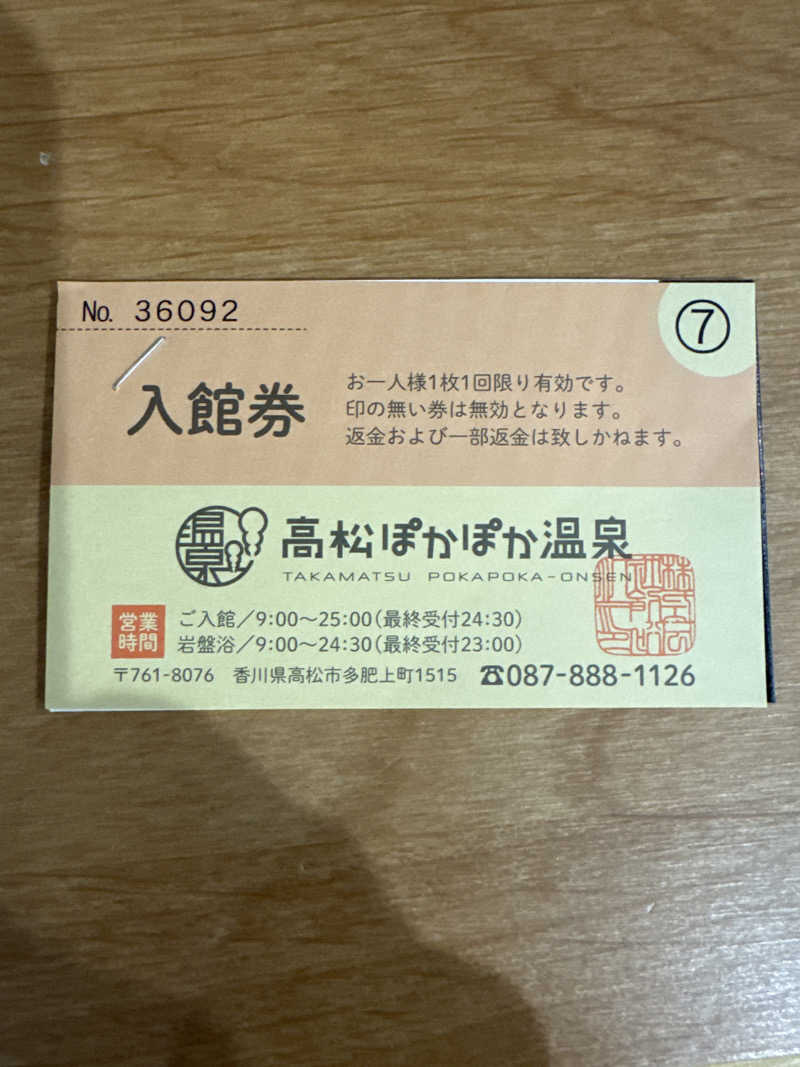 No. 36092
⑦
入館券
お一人様1枚1回限り有効です。
印の無い券は無効となります。
返金および一部返金は致しかねます。
温泉
高松ぽかぽか温泉
TAKAMATSU POKAPOKA-ONSEN
営業時間
ご入館／9:00〜25:00(最終受付24:30)
岩盤浴／9:00〜24:30(最終受付23:00)
〒761-8076 香川県高松市多肥上町1515 ☎087-888-1126